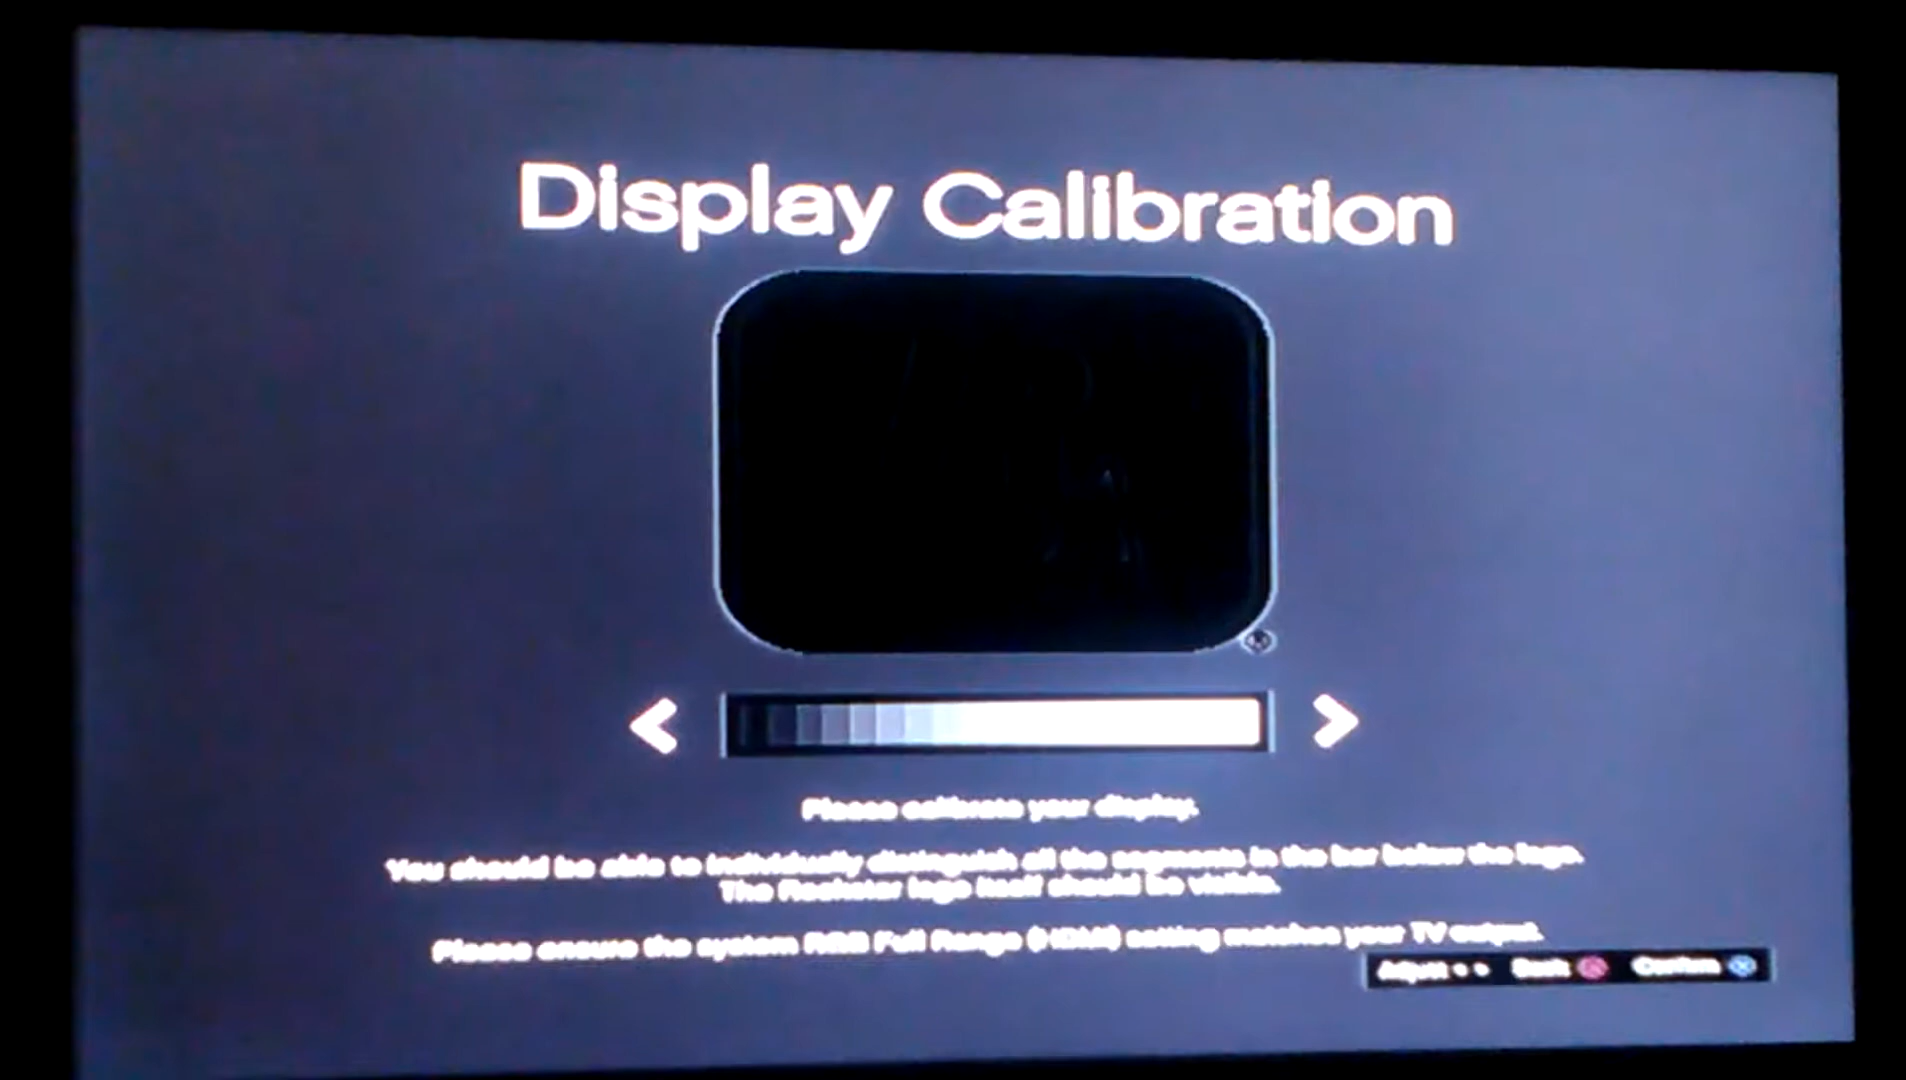 Display Calibration
Please calibrate your display.
You should be able to individually distinguish all the segments in the bar below the logo.
The Rockstar logo itself should be visible.
Please ensure the system RGB Full Range (HDMI) setting matches your TV output.
Adjust Back Confirm